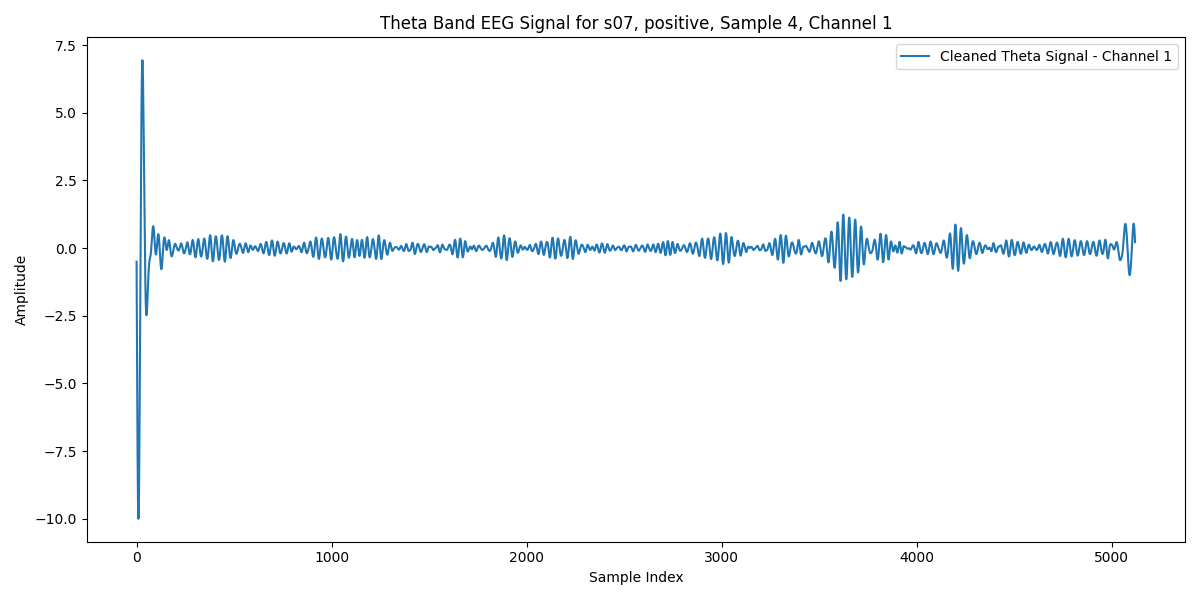 Theta Band EEG Signal for s07, positive, Sample 4, Channel 1
Cleaned Theta Signal - Channel 1
7.5
5.0
2.5
0.0
−2.5
−5.0
−7.5
−10.0
Amplitude
0 1000 2000 3000 4000 5000
Sample Index